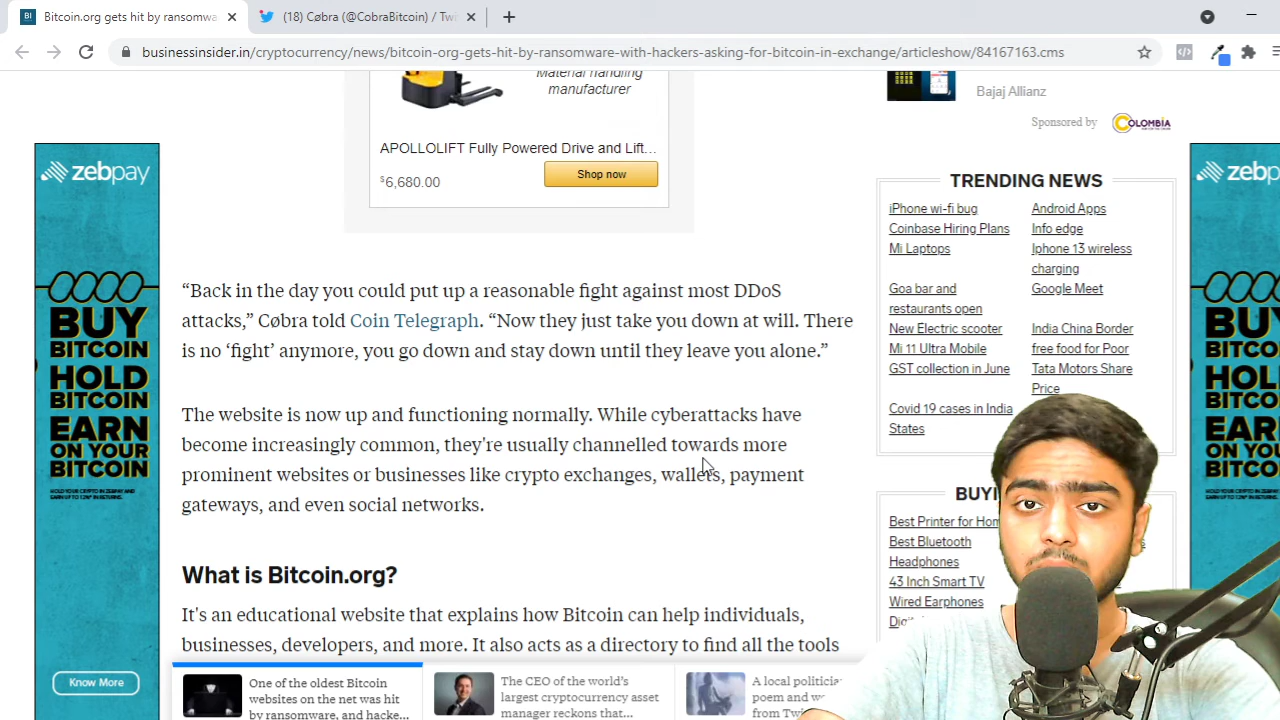 Bitcoin.org gets hit by ransomwa
(18) Cøbra (@CobraBitcoin) / Twi
businessinsider.in/cryptocurrency/news/bitcoin-org-gets-hit-by-ransomware-with-hackers-asking-for-bitcoin-in-exchange/articleshow/84167163.cms
Material handling
manufacturer
APOLLOLIFT Fully Powered Drive and Lift…
$6,680.00
Shop now
Bajaj Allianz
Sponsored by
COLOMBIA
zebpay
BUY
BITCOIN
HOLD
BITCOIN
EARN
ON YOUR
BITCOIN
Know More
“Back in the day you could put up a reasonable fight against most DDoS
attacks,” Cøbra told Coin Telegraph. “Now they just take you down at will. There
is no ‘fight’ anymore, you go down and stay down until they leave you alone.”
The website is now up and functioning normally. While cyberattacks have
become increasingly common, they're usually channelled towards more
prominent websites or businesses like crypto exchanges, wallets, payment
gateways, and even social networks.
What is Bitcoin.org?
It's an educational website that explains how Bitcoin can help individuals,
businesses, developers, and more. It also acts as a directory to find all the tools
One of the oldest Bitcoin
websites on the net was hit
by ransomware, and hacke...
The CEO of the world's
largest cryptocurrency asset
manager reckons that...
A local politicia
poem and w
from Twi
TRENDING NEWS
iPhone wi-fi bug
Coinbase Hiring Plans
Mi Laptops
Goa bar and
restaurants open
New Electric scooter
Mi 11 Ultra Mobile
GST collection in June
Covid 19 cases in India
States
Android Apps
Info edge
Iphone 13 wireless
charging
Google Meet
India China Border
free food for Poor
Tata Motors Share
Price
BUYI
Best Printer for Hom
Best Bluetooth
Headphones
43 Inch Smart TV
Wired Earphones
Digit
zebp
BUY
BITCO
HOL
BITCO
EAR
ON YO
BITCO